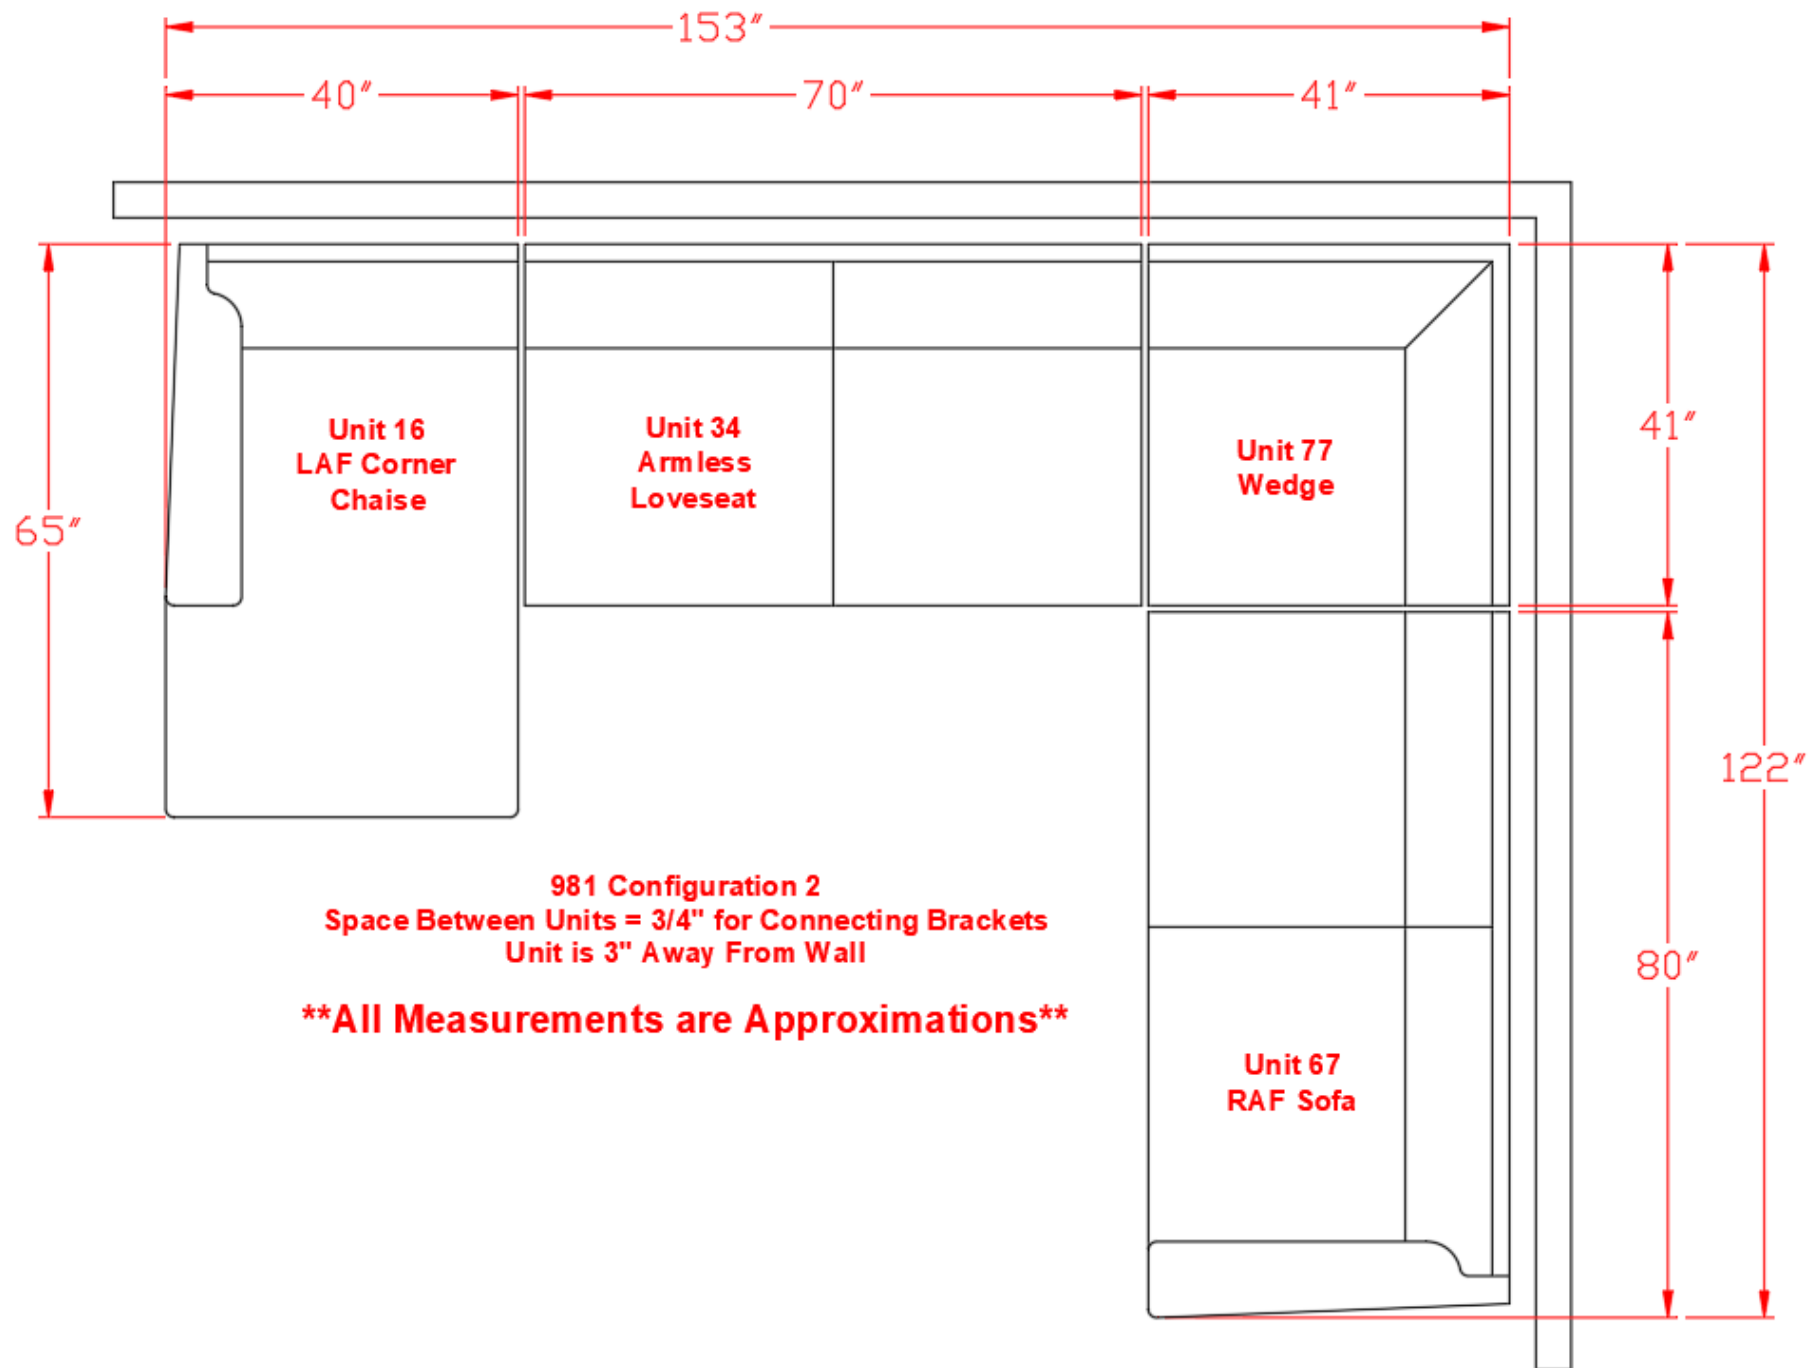 153"
40"
70"
41"
Unit 16
LAF Corner
Chaise
Unit 34
Armless
Loveseat
Unit 77
Wedge
41"
65"
122"
981 Configuration 2
Space Between Units = 3/4" for Connecting Brackets
Unit is 3" Away From Wall
**All Measurements are Approximations**
80"
Unit 67
RAF Sofa